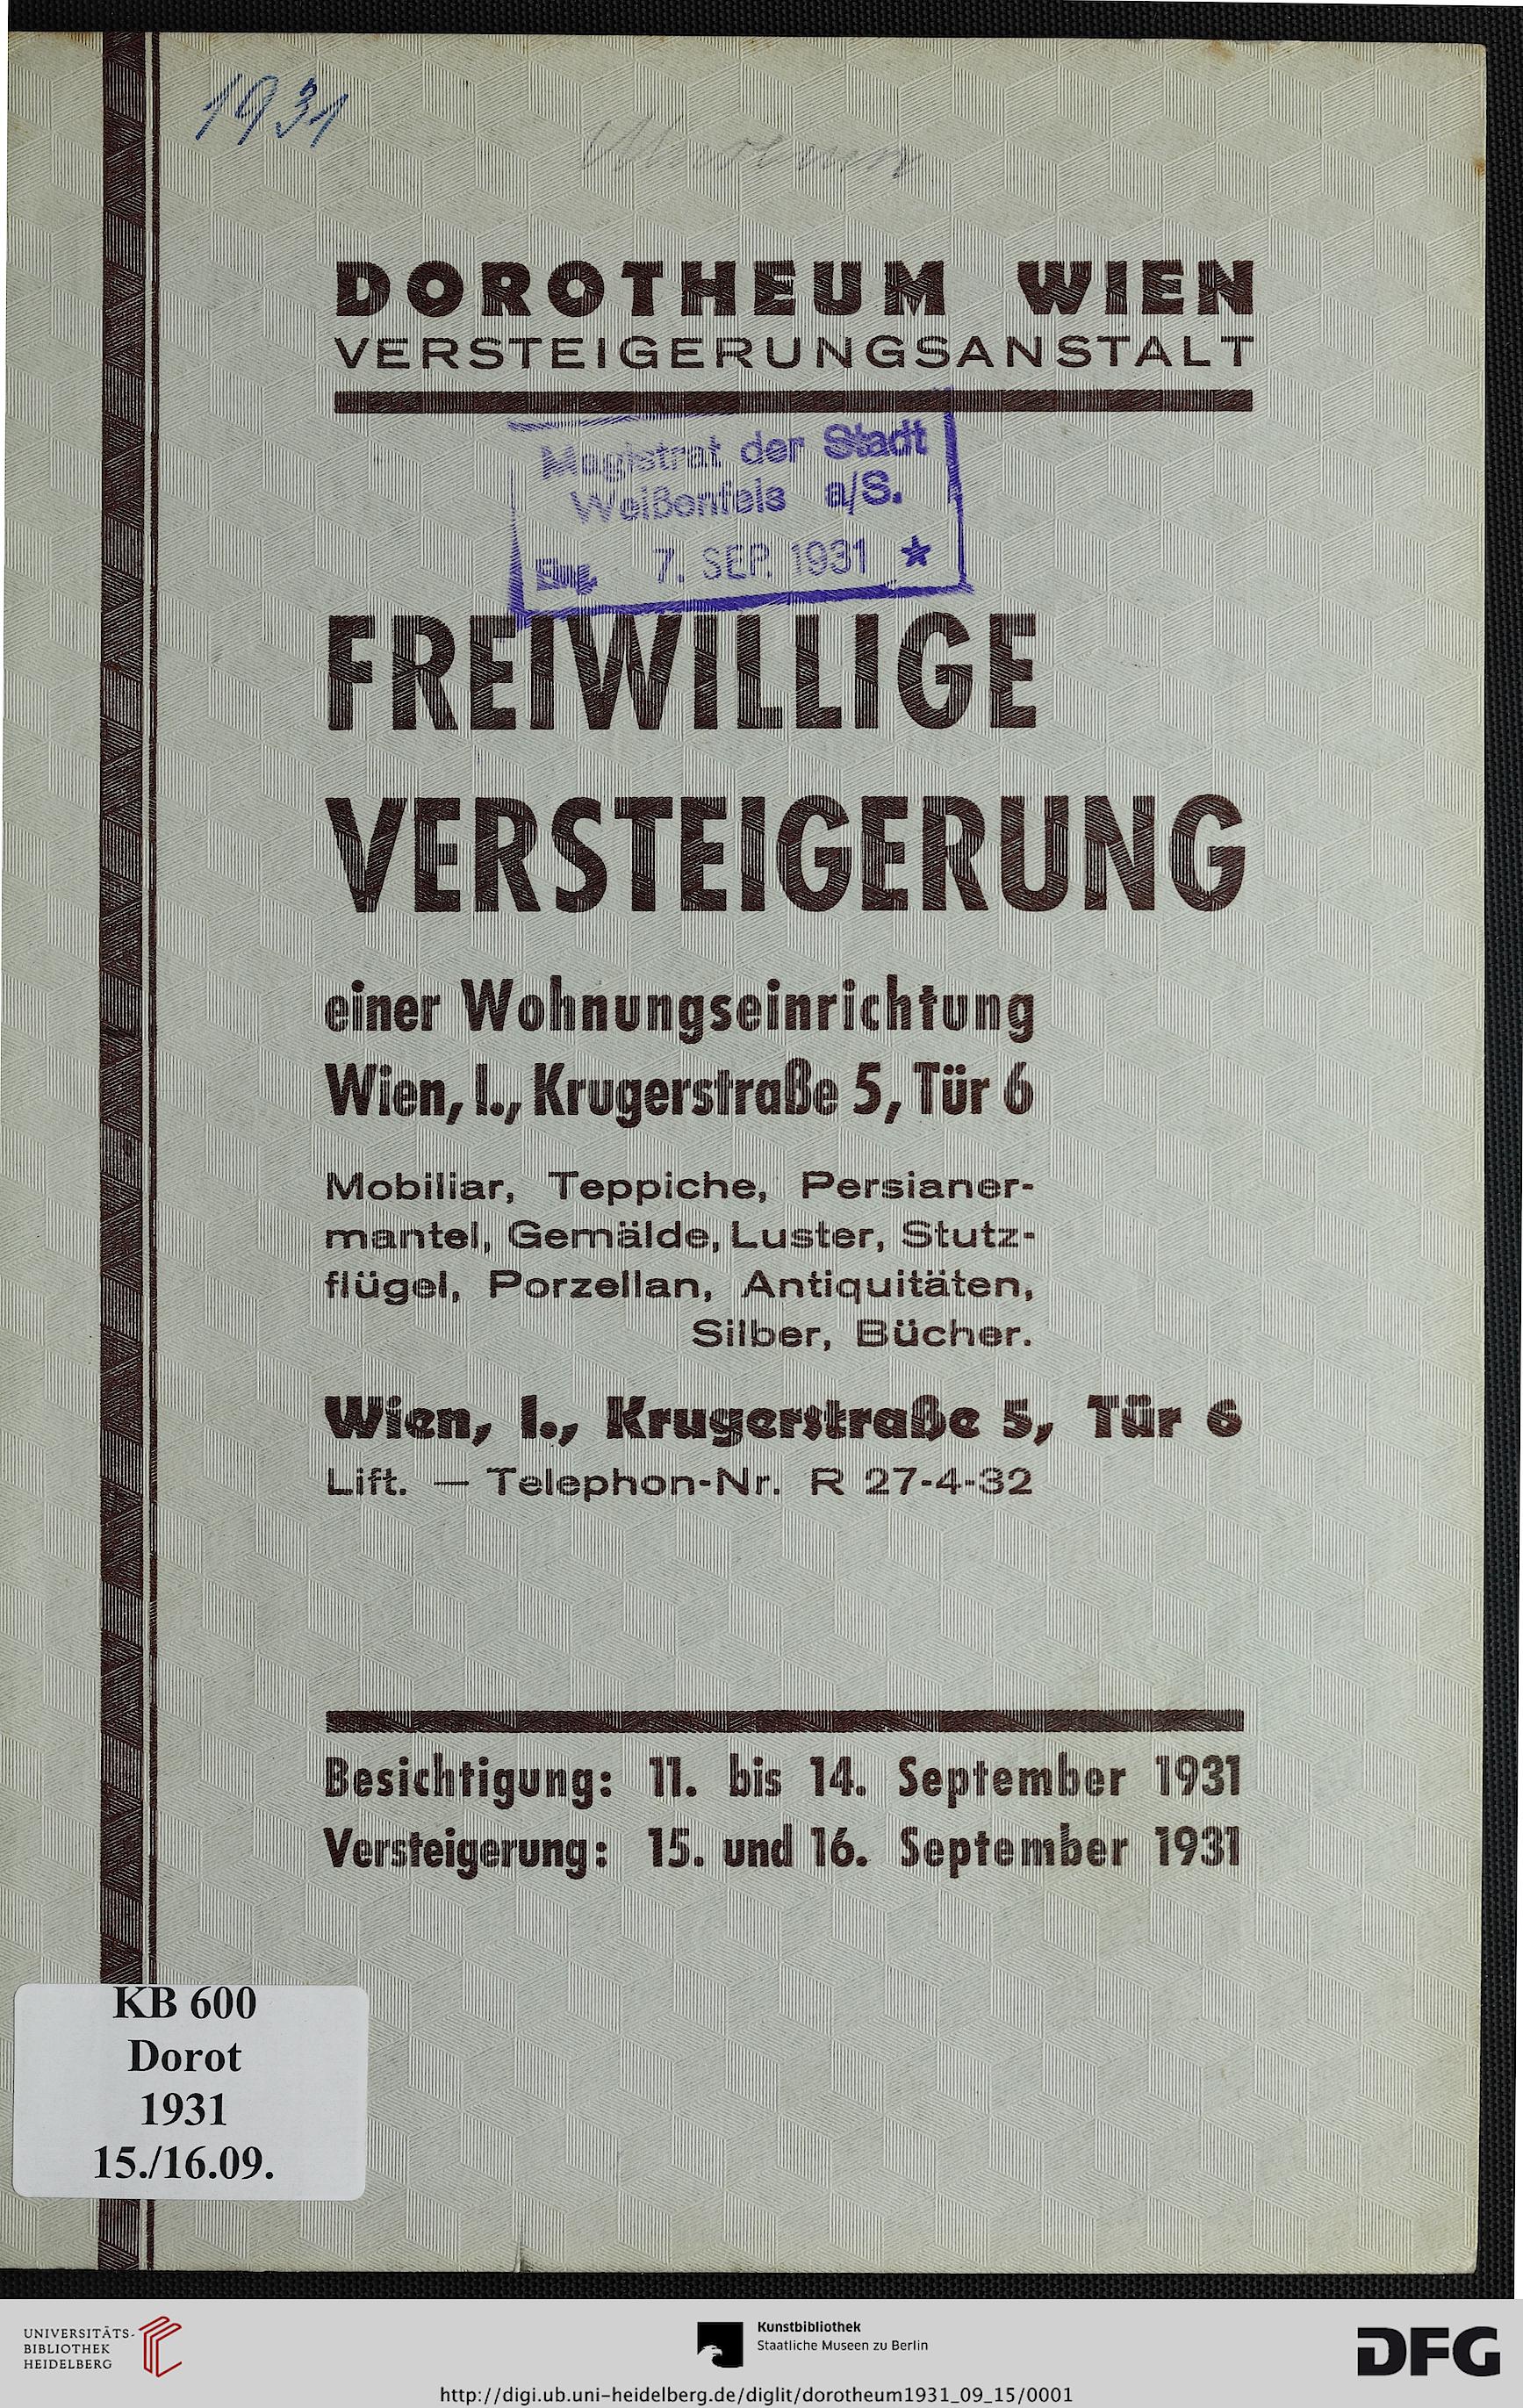 1931
DOROTHEUM WIEN
VERSTEIGERUNGSANSTALT
Magistrat der Stadt
Weißenfels a/S.
Eing. 7. SEP. 1931 ★
FREIWILLIGE
VERSTEIGERUNG
einer Wohnungseinrichtung
Wien, I., Krugerstraße 5, Tür 6
Mobiliar, Teppiche, Persianer-
mantel, Gemälde, Luster, Stutz-
flügel, Porzellan, Antiquitäten,
Silber, Bücher.
Wien, I., Krugerstraße 5, Tür 6
Lift. — Telephon-Nr. R 27-4-32
Besichtigung: 11. bis 14. September 1931
Versteigerung: 15. und 16. September 1931
KB 600
Dorot
1931
15./16.09.
UNIVERSITÄTS-
BIBLIOTHEK
HEIDELBERG
Kunstbibliothek
Staatliche Museen zu Berlin
DFG
http://digi.ub.uni-heidelberg.de/diglit/dorotheum1931_09_15/0001